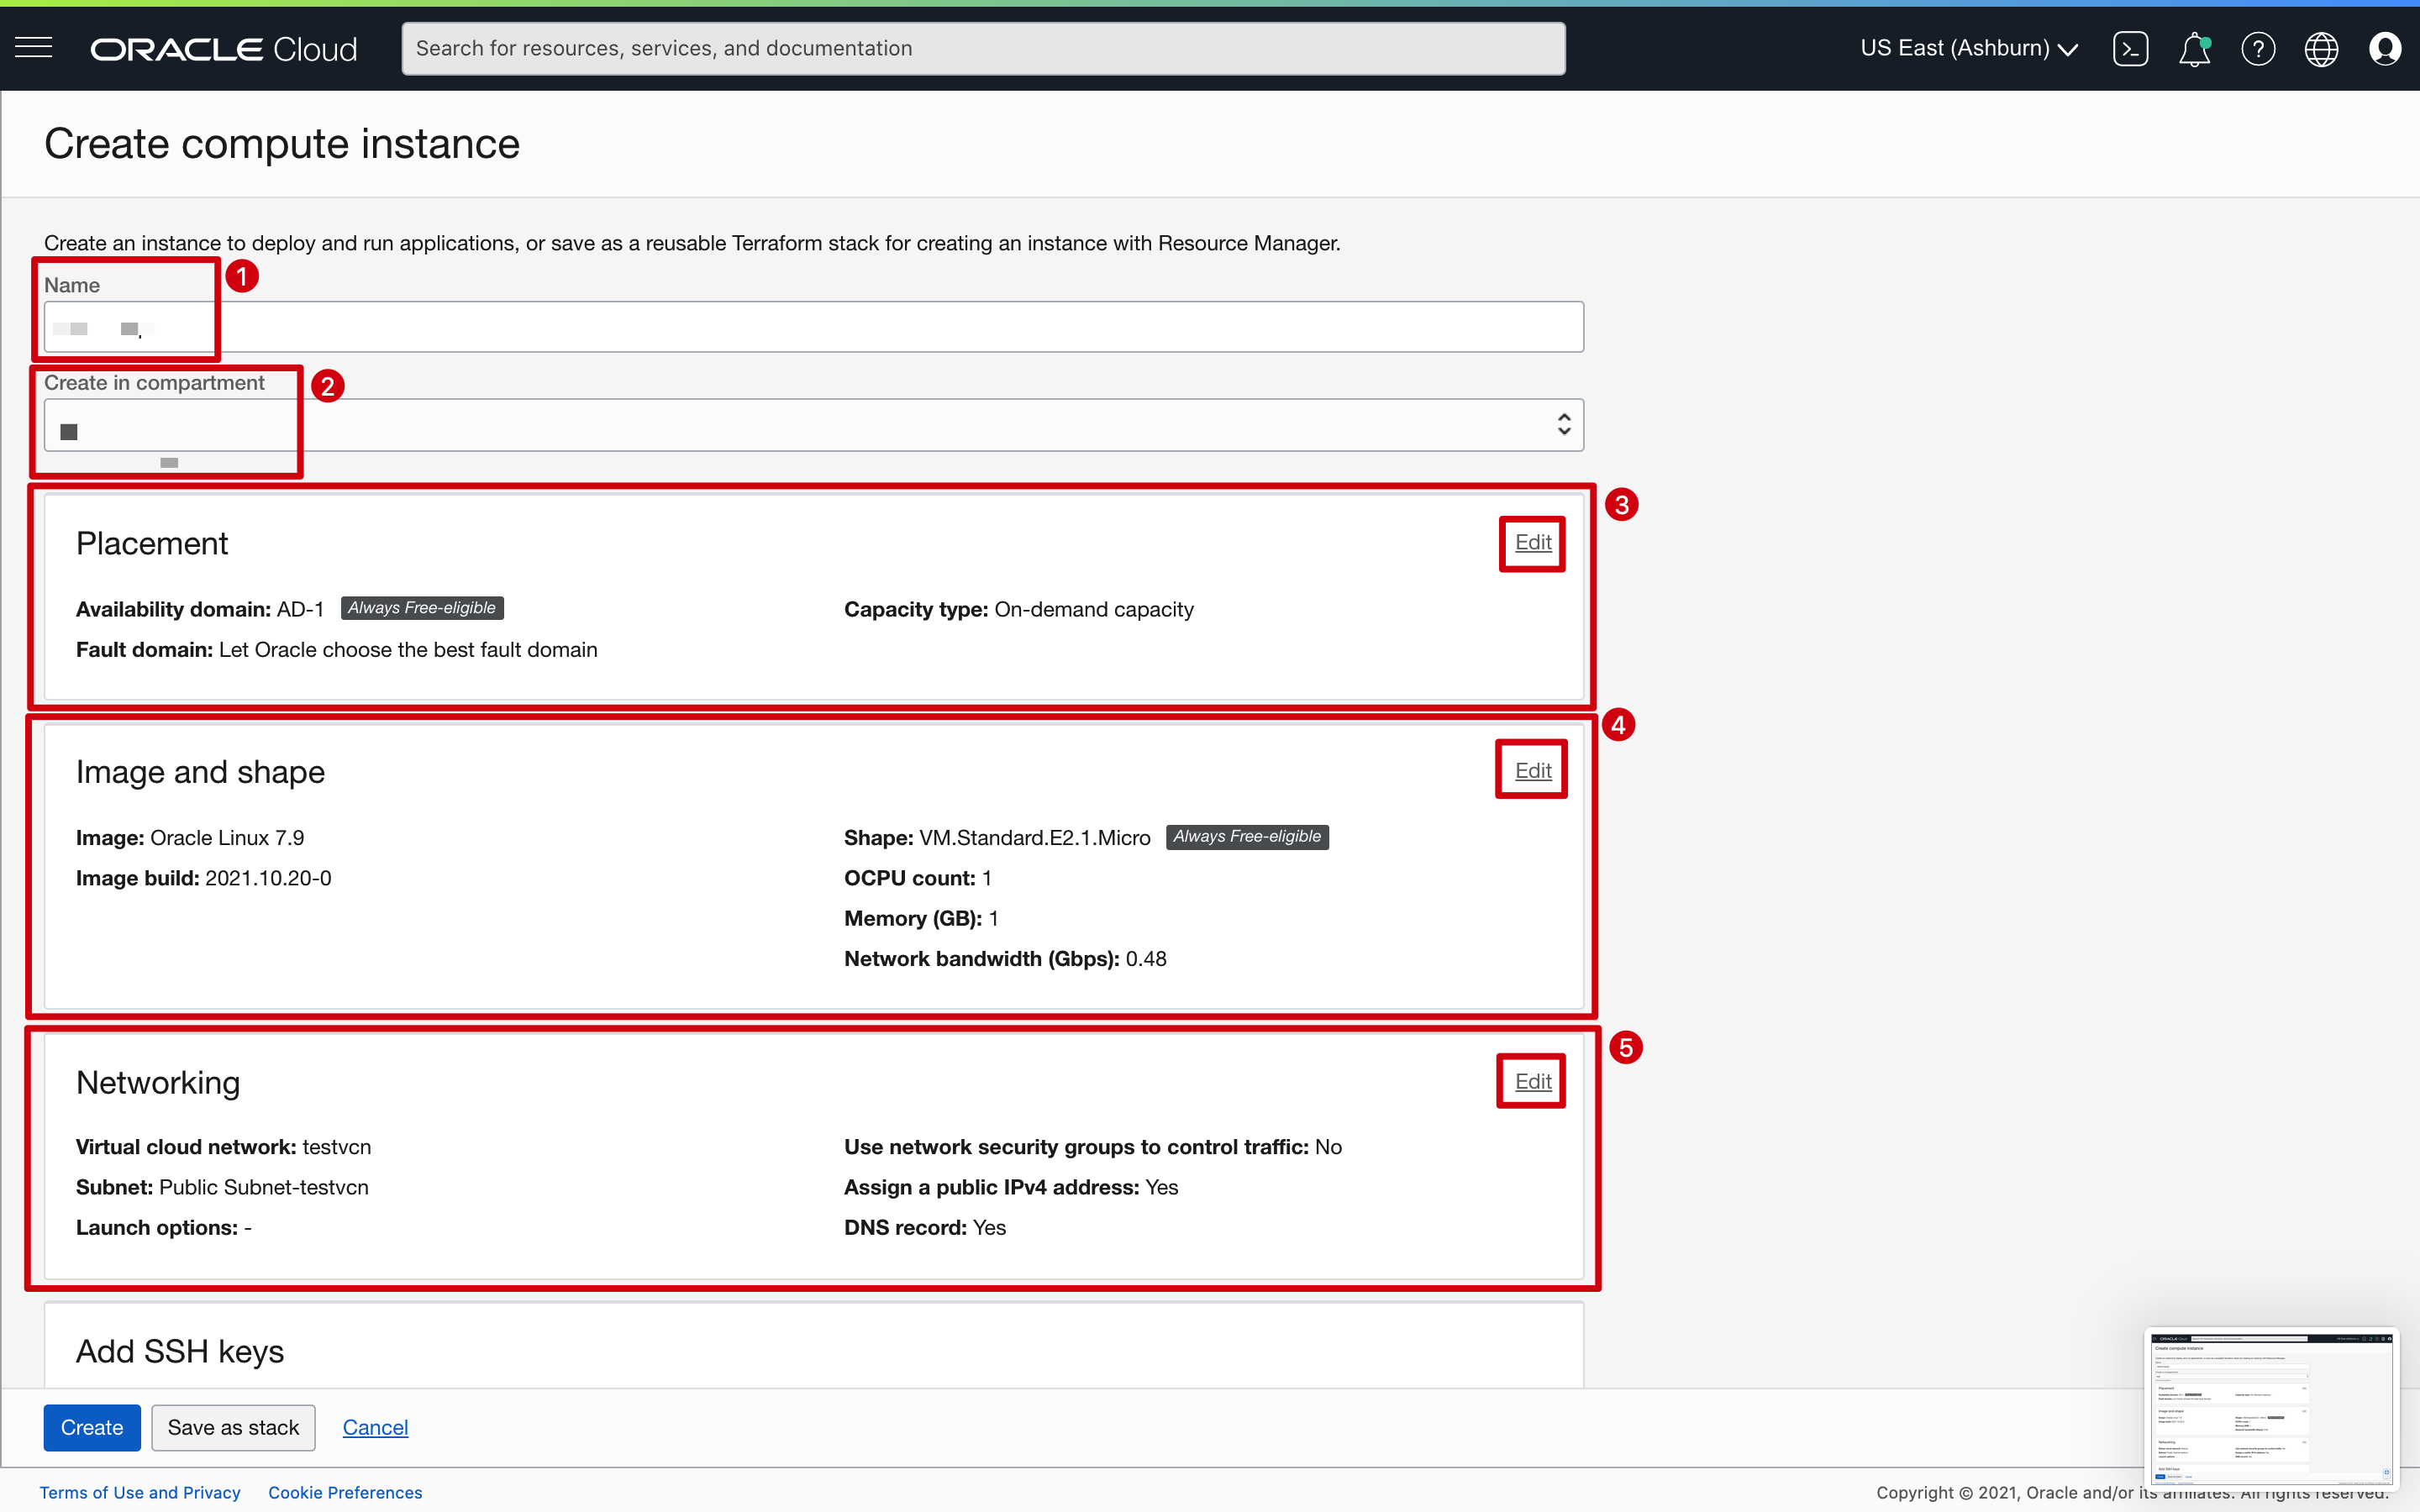 ORACLE Cloud
Search for resources, services, and documentation
US East (Ashburn)
Create compute instance
Create an instance to deploy and run applications, or save as a reusable Terraform stack for creating an instance with Resource Manager.
Name
1
Create in compartment
2
3
Placement
Edit
Availability domain: AD-1 Always Free-eligible
Capacity type: On-demand capacity
Fault domain: Let Oracle choose the best fault domain
4
Image and shape
Edit
Image: Oracle Linux 7.9
Image build: 2021.10.20-0
Shape: VM.Standard.E2.1.Micro Always Free-eligible
OCPU count: 1
Memory (GB): 1
Network bandwidth (Gbps): 0.48
5
Networking
Edit
Virtual cloud network: testvcn
Subnet: Public Subnet-testvcn
Launch options: -
Use network security groups to control traffic: No
Assign a public IPv4 address: Yes
DNS record: Yes
Add SSH keys
Create
Save as stack
Cancel
Terms of Use and Privacy
Cookie Preferences
Copyright © 2021, Oracle and/or its affiliates. All rights reserved.